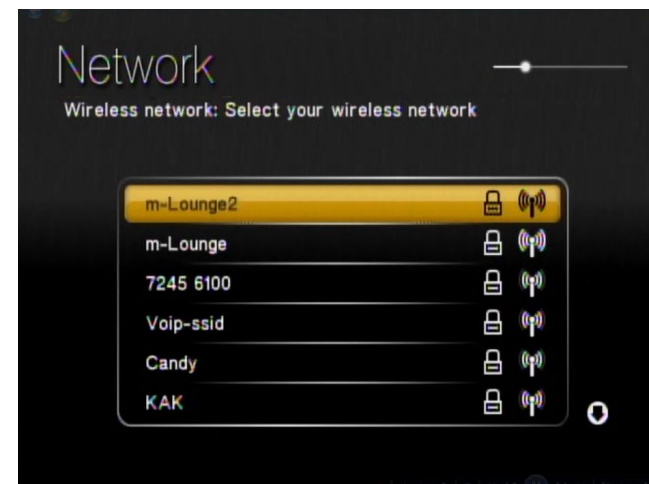 Network
Wireless network: Select your wireless network
m-Lounge2
m-Lounge
7245 6100
Voip-ssid
Candy
KAK